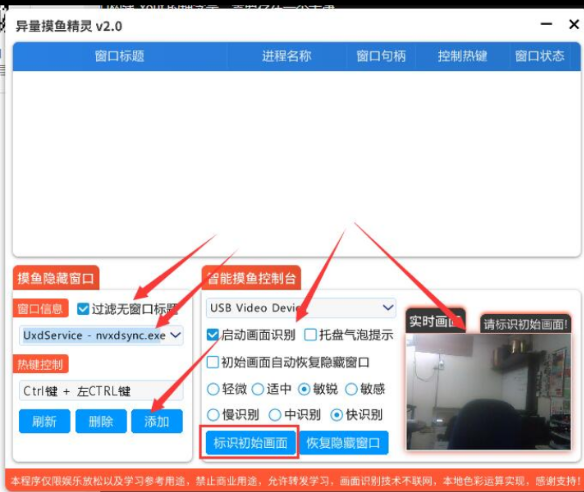 异量摸鱼精灵 v2.0
窗口标题 进程名称 窗口句柄 控制热键 窗口状态
摸鱼隐藏窗口
窗口信息 过滤无窗口标题
UxdService - nvxdsync.exe
热键控制
Ctrl键 + 左CTRL键
刷新 删除 添加
智能摸鱼控制台
USB Video Device
启动画面识别 托盘气泡提示
初始画面自动恢复隐藏窗口
轻微 适中 敏锐 敏感
慢识别 中识别 快识别
标识初始画面 恢复隐藏窗口
实时画面 请标识初始画面!
本程序仅限娱乐放松以及学习参考用途，禁止商业用途，允许转发学习，画面识别技术不联网，本地色彩运算实现，感谢支持!